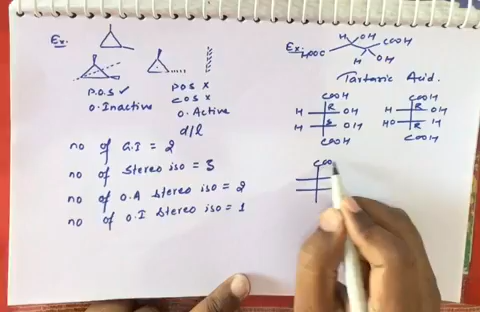 Ex.
P.O.S ✓
O.Inactive
POS x
COS x
O.Active
d/l
no of G.I = 2
no of Stereo iso = 3
no of O.A Stereo iso = 2
no of O.I Stereo iso = 1
Ex.
H OH
HOOC COOH
H OH
Tartaric Acid.
COOH
H R OH
H S OH
COOH
COOH
H R OH
HO R H
COOH
COO